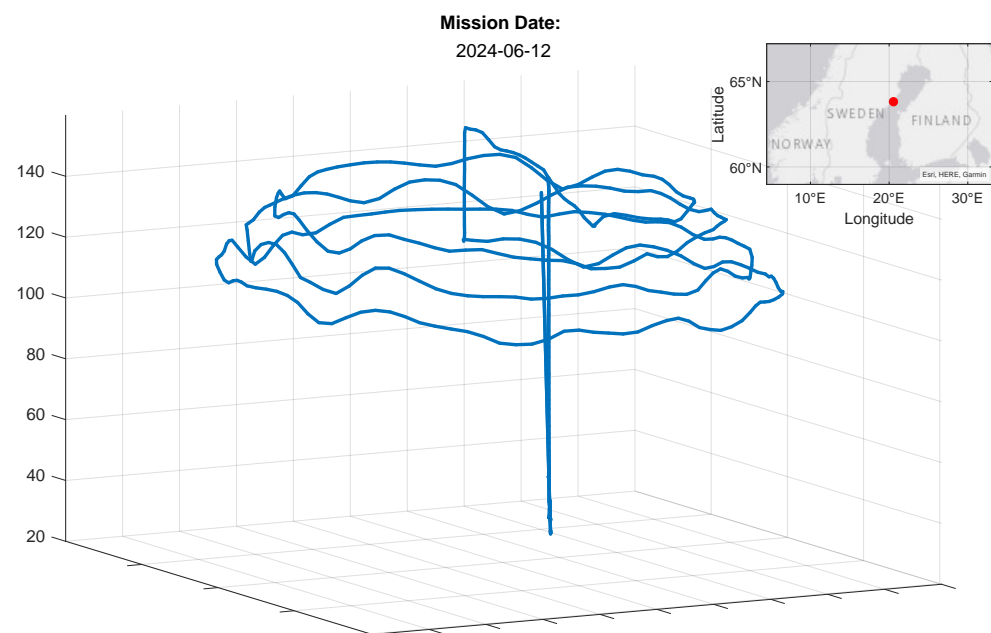 Mission Date:
2024-06-12
140
120
100
80
60
40
20
65°N
60°N
Latitude
SWEDEN
FINLAND
NORWAY
Esri, HERE, Garmin
10°E
20°E
30°E
Longitude